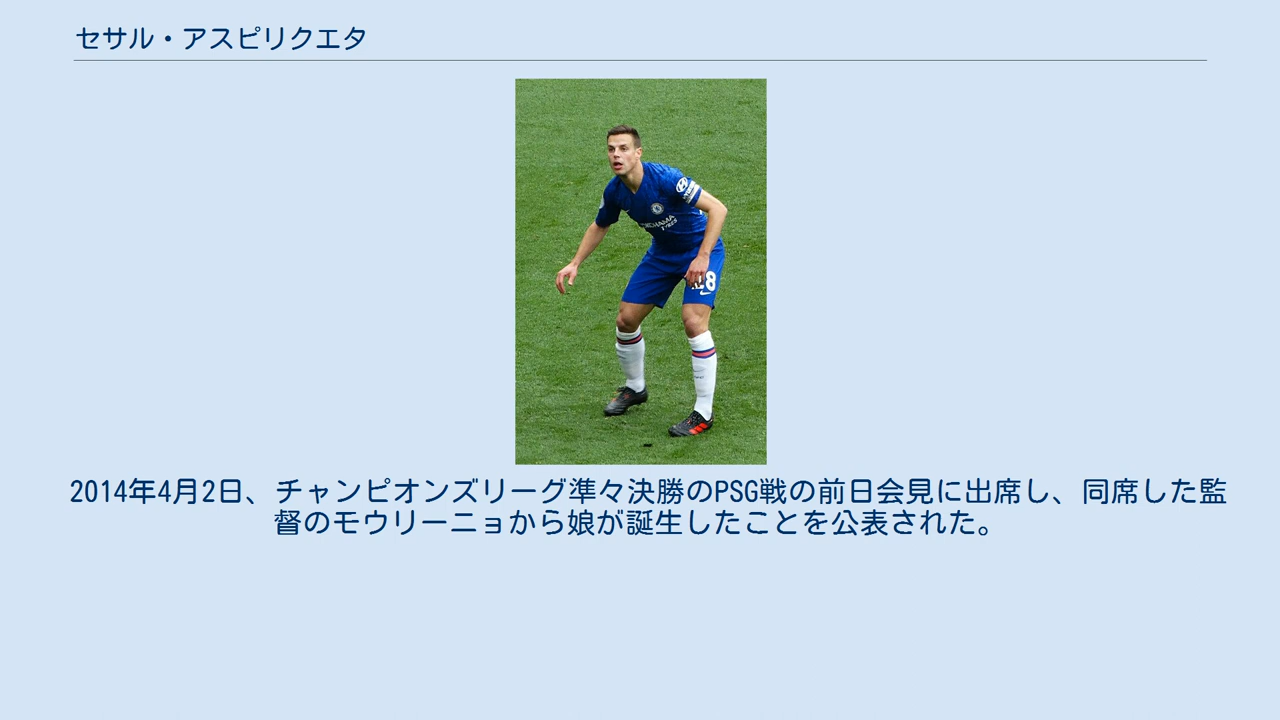 セサル・アスピリクエタ
28
2014年4月2日、チャンピオンズリーグ準々決勝のPSG戦の前日会見に出席し、同席した監
督のモウリーニョから娘が誕生したことを公表された。